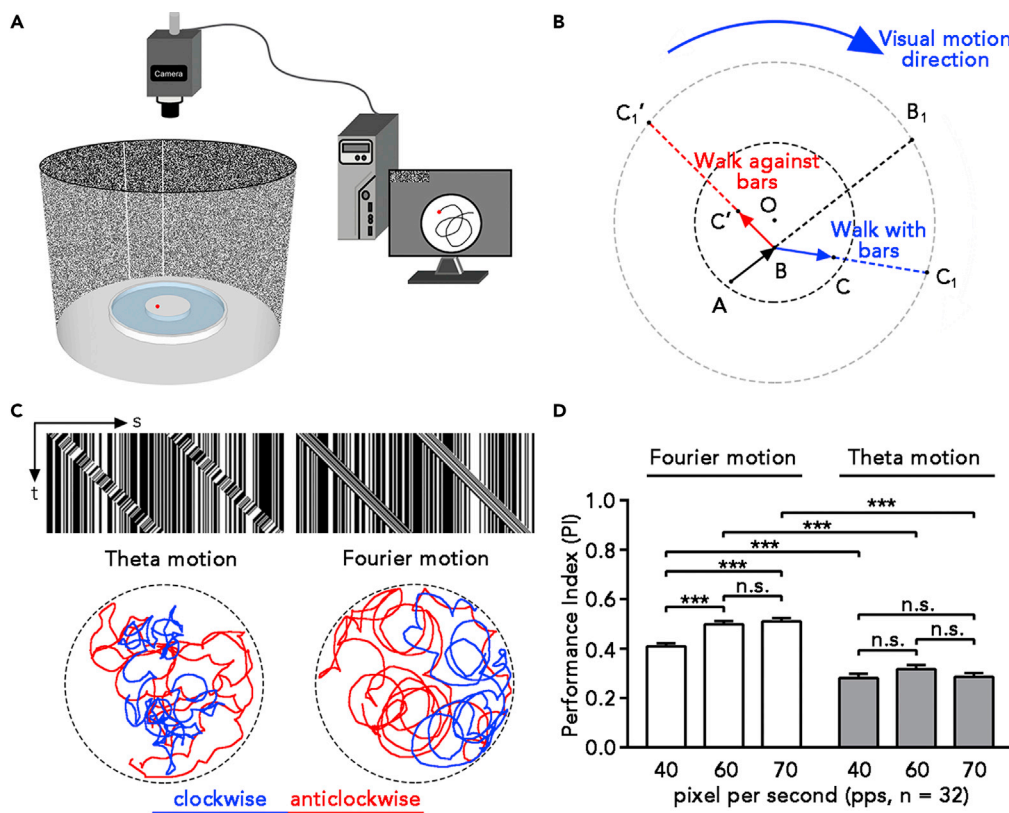 A
Camera
B
Visual motion
direction
C₁′
B₁
Walk against
bars
O
C′
Walk with
bars
B
A
C
C₁
C
s
t
Theta motion
Fourier motion
clockwise anticlockwise
D
Fourier motion
Theta motion
Performance Index (PI)
1.0
0.8
0.6
0.4
0.2
0.0
***
***
***
***
n.s.
***
n.s.
n.s.
n.s.
40 60 70 40 60 70
pixel per second (pps, n = 32)